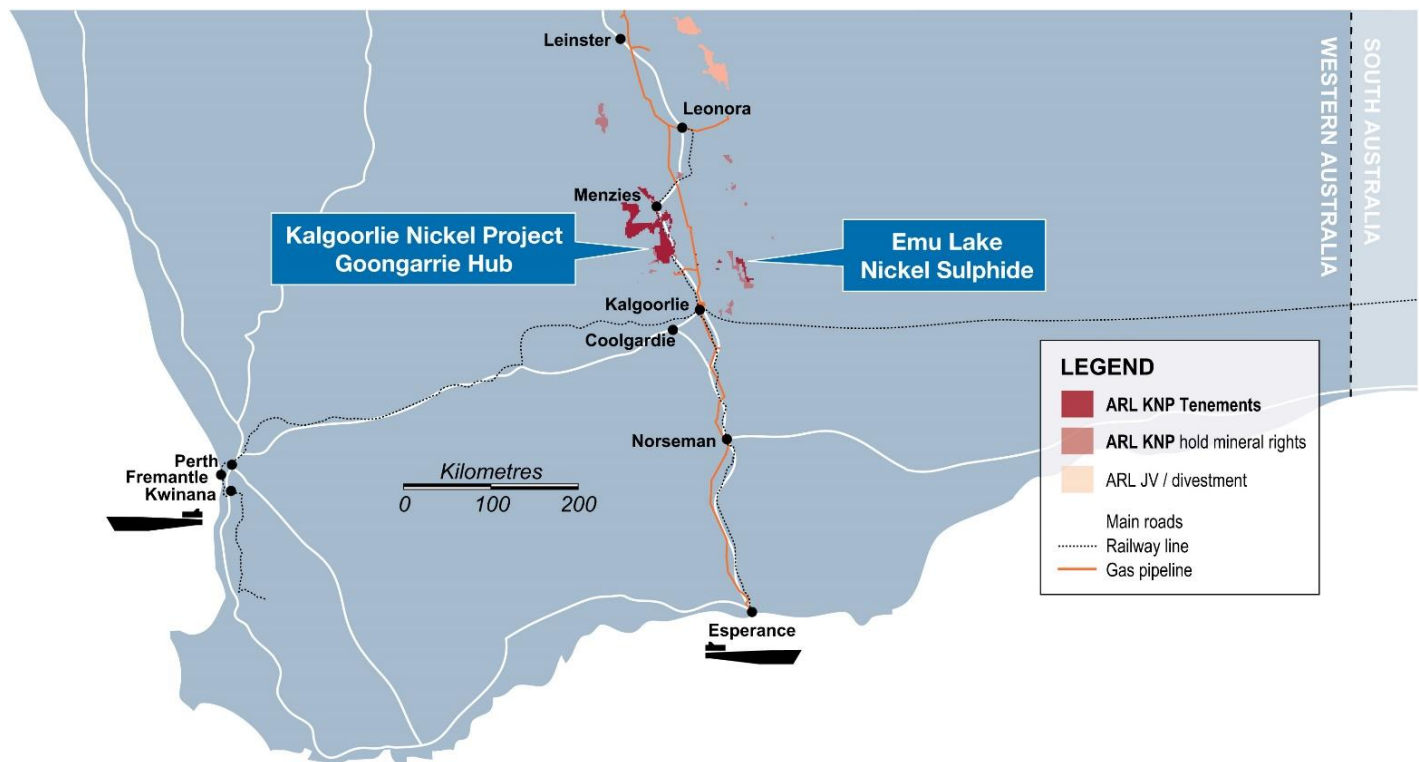 Leinster
Leonora
Menzies
Kalgoorlie Nickel Project
Goongarrie Hub
Emu Lake
Nickel Sulphide
WESTERN AUSTRALIA
SOUTH AUSTRALIA
Kalgoorlie
Coolgardie
Norseman
Perth
Fremantle
Kwinana
Kilometres
0 100 200
Esperance
LEGEND
ARL KNP Tenements
ARL KNP hold mineral rights
ARL JV / divestment
Main roads
Railway line
Gas pipeline